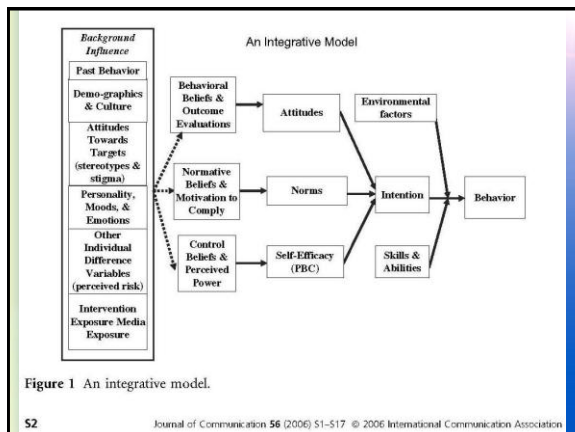 An Integrative Model
Background
Influence
Past Behavior
Demo-graphics
& Culture
Attitudes
Towards
Targets
(stereotypes &
stigma)
Personality,
Moods, &
Emotions
Other
Individual
Difference
Variables
(perceived risk)
Intervention
Exposure Media
Exposure
Behavioral
Beliefs &
Outcome
Evaluations
Normative
Beliefs &
Motivation to
Comply
Control
Beliefs &
Perceived
Power
Attitudes
Norms
Self-Efficacy
(PBC)
Environmental
factors
Intention
Skills &
Abilities
Behavior
Figure 1 An integrative model.
S2 Journal of Communication 56 (2006) S1–S17 © 2006 International Communication Association